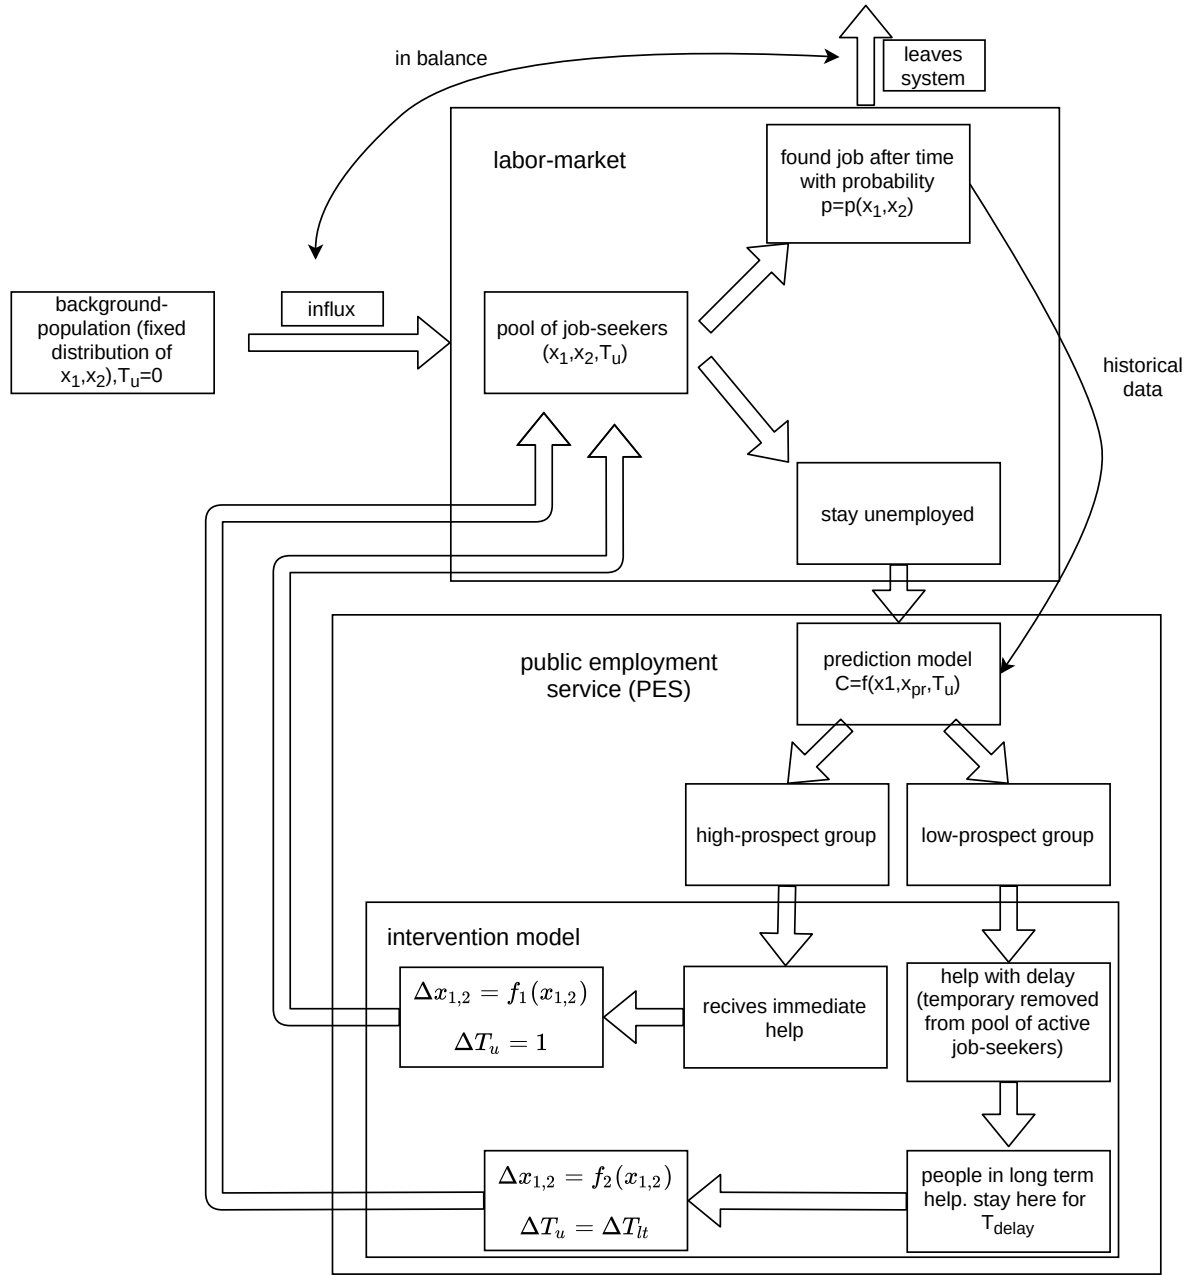 in balance
leaves
system
labor-market
found job after time
with probability
p=p(x₁,x₂)
background-
population (fixed
distribution of
x₁,x₂),Tᵤ=0
influx
pool of job-seekers
(x₁,x₂,Tᵤ)
historical
data
stay unemployed
public employment
service (PES)
prediction model
C=f(x1,x_pr,Tᵤ)
high-prospect group
low-prospect group
intervention model
Δx₁,₂ = f₁(x₁,₂)
ΔTᵤ = 1
recives immediate
help
help with delay
(temporary removed
from pool of active
job-seekers)
Δx₁,₂ = f₂(x₁,₂)
ΔTᵤ = ΔT_lt
people in long term
help. stay here for
T_delay